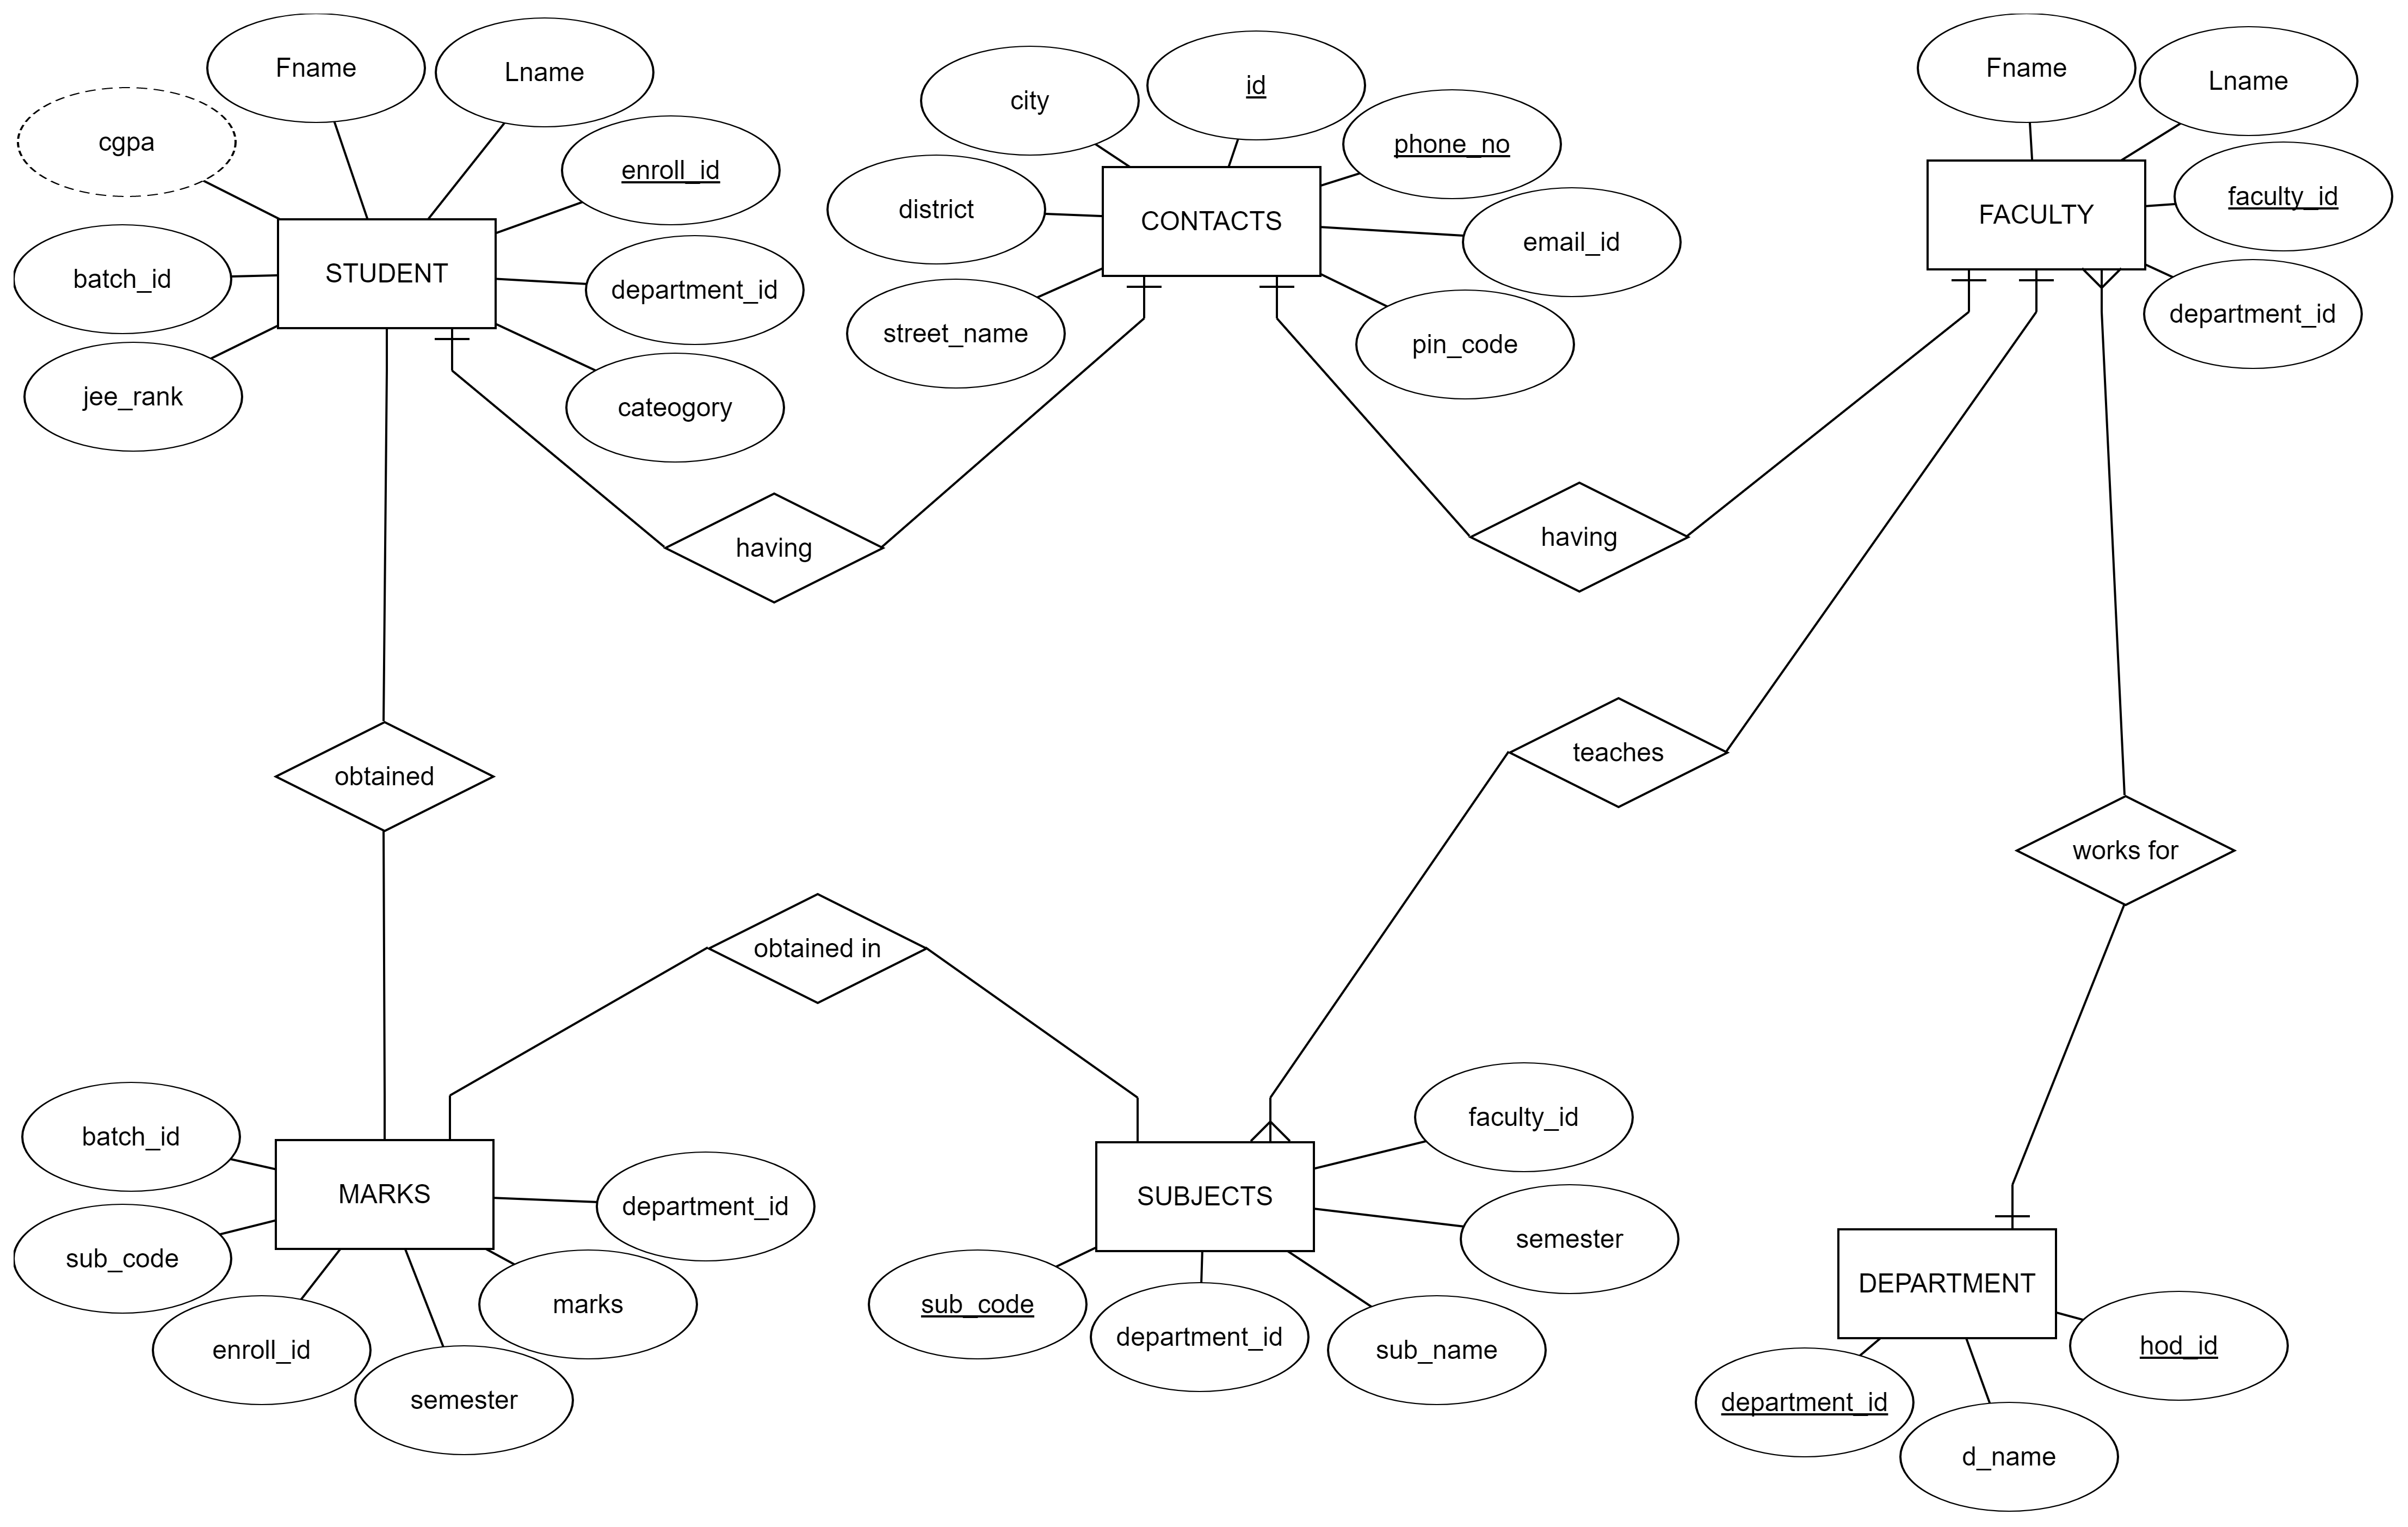 Fname
Lname
cgpa
enroll_id
batch_id
STUDENT
department_id
jee_rank
cateogory
city
id
phone_no
district
CONTACTS
email_id
street_name
pin_code
Fname
Lname
FACULTY
faculty_id
department_id
having
having
obtained
teaches
works for
obtained in
batch_id
MARKS
department_id
sub_code
marks
enroll_id
semester
faculty_id
SUBJECTS
semester
sub_code
department_id
sub_name
DEPARTMENT
hod_id
department_id
d_name